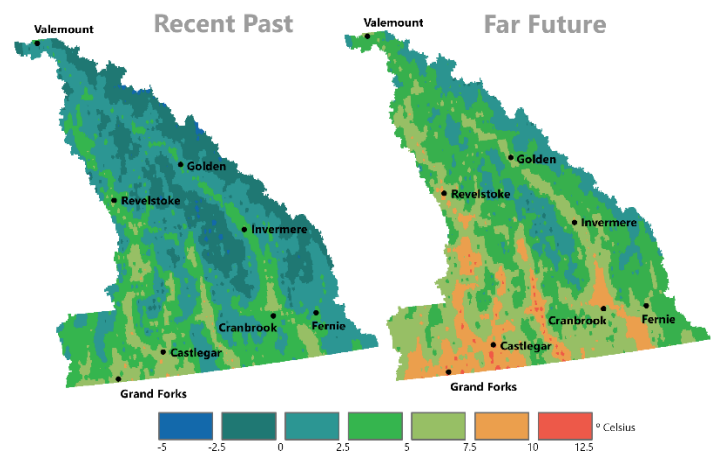 Recent Past
Far Future
Valemount
Golden
Revelstoke
Invermere
Cranbrook
Fernie
Castlegar
Grand Forks
Valemount
Golden
Revelstoke
Invermere
Cranbrook
Fernie
Castlegar
Grand Forks
-5 -2.5 0 2.5 5 7.5 10 12.5 º Celsius